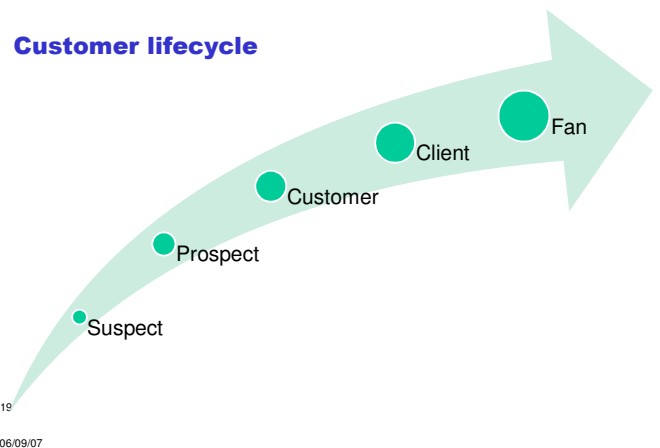 Customer lifecycle
Fan
Client
Customer
Prospect
Suspect
19
06/09/07